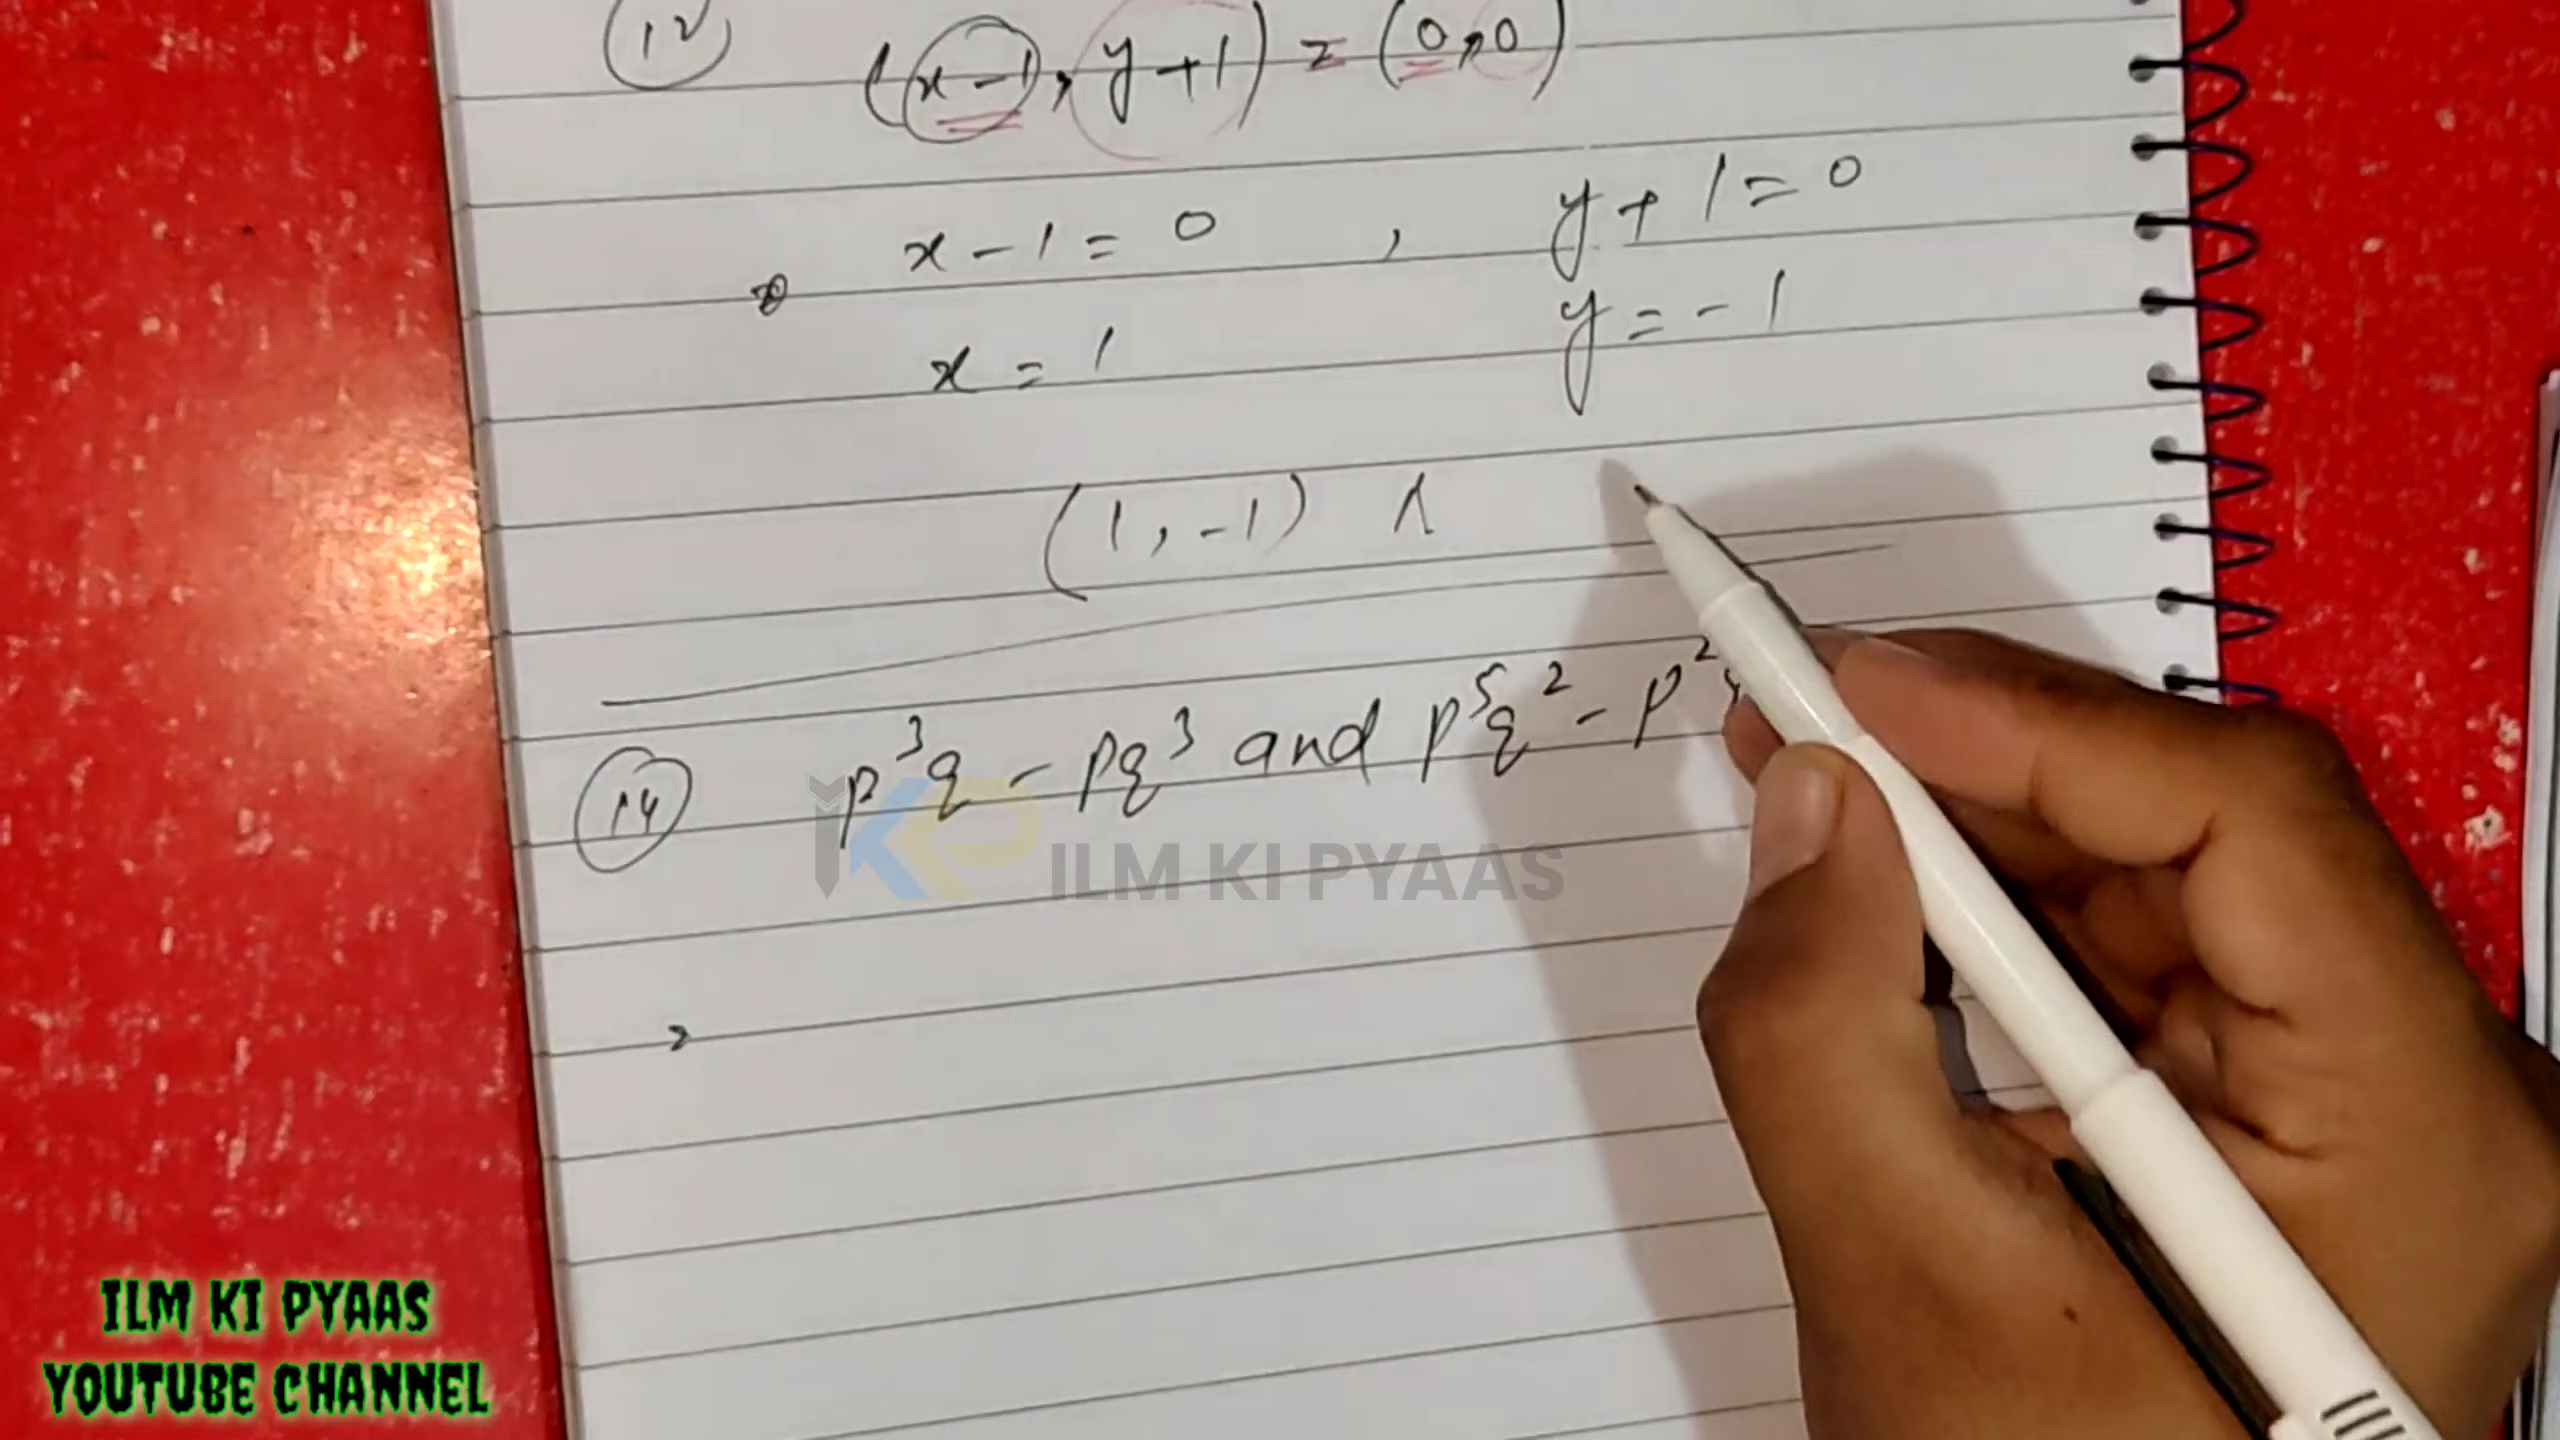 12 (x-1, y+1) = (0,0)
x-1=0 , y+1=0
x=1 y=-1
(1,-1)
14 p³q - pq³ and p⁵q² - p²
ILM KI PYAAS
ILM KI PYAAS
YOUTUBE CHANNEL